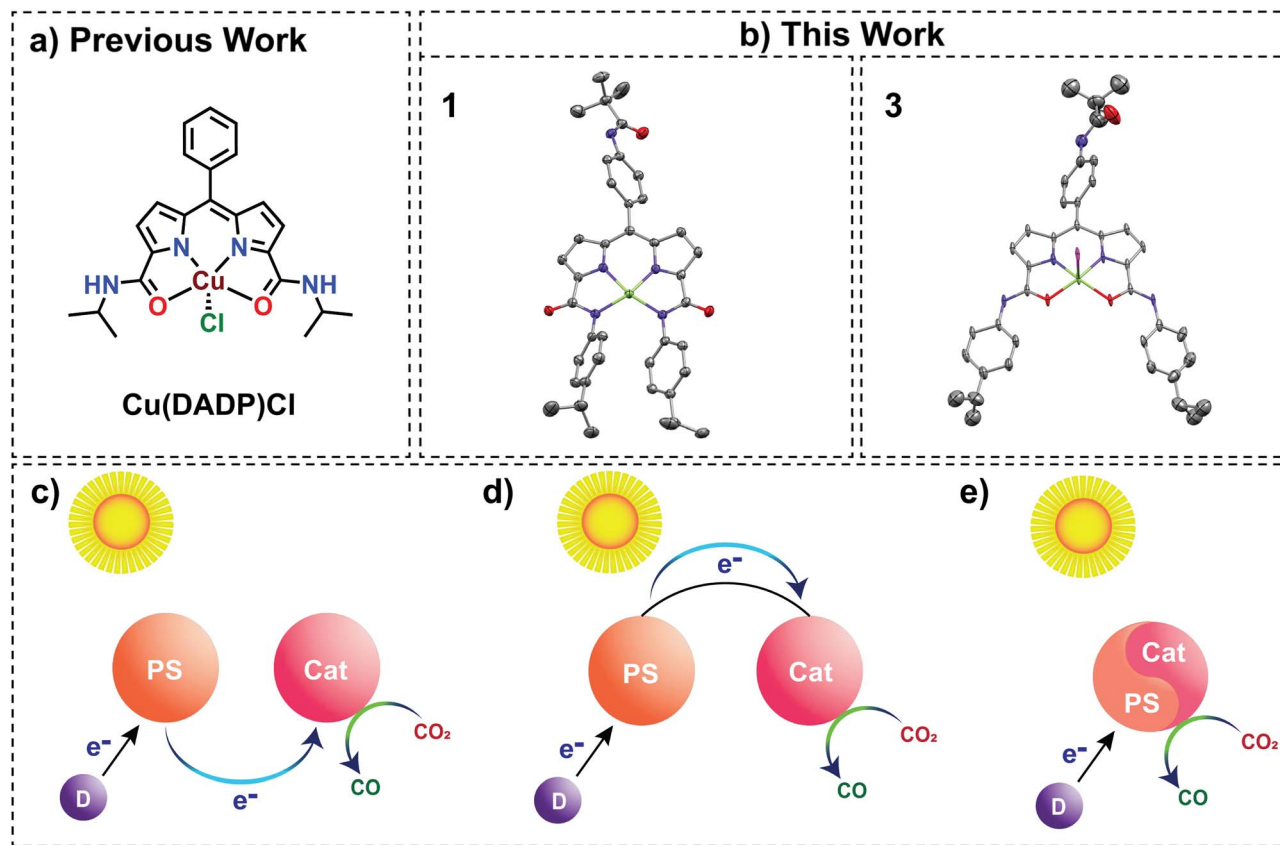 a) Previous Work
b) This Work
N
N
HN
NH
Cu
O
O
Cl
Cu(DADP)Cl
1
3
c)
PS
Cat
e-
D
e-
CO₂
CO
d)
e-
PS
Cat
e-
D
CO₂
CO
e)
Cat
PS
e-
D
CO₂
CO